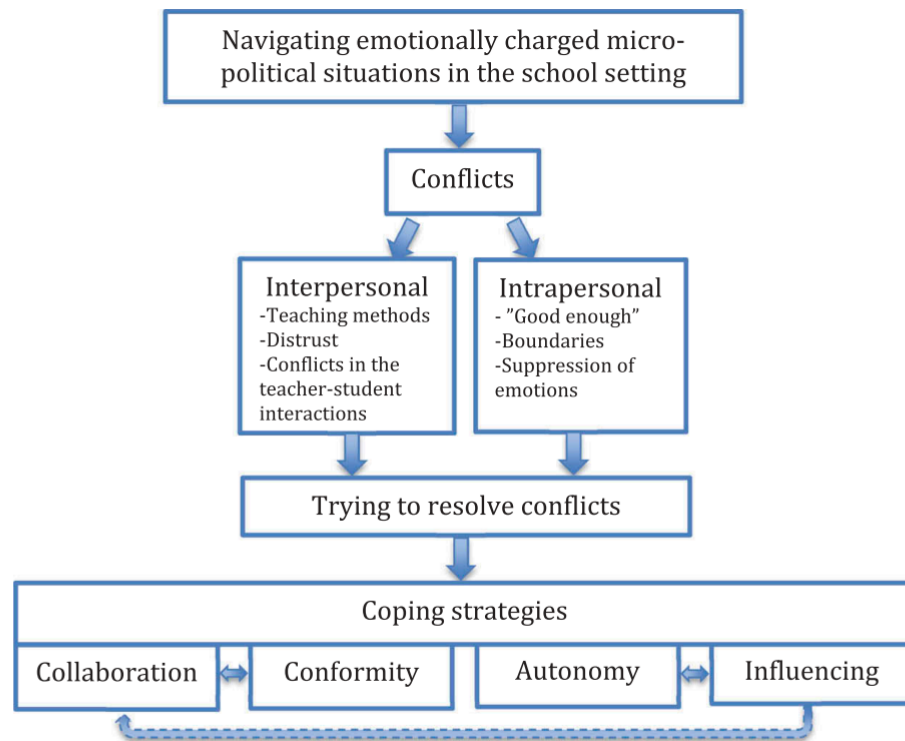 Navigating emotionally charged micro-
political situations in the school setting
Conflicts
Interpersonal
-Teaching methods
-Distrust
-Conflicts in the
teacher-student
interactions
Intrapersonal
- ”Good enough”
-Boundaries
-Suppression of
emotions
Trying to resolve conflicts
Coping strategies
Collaboration
Conformity
Autonomy
Influencing